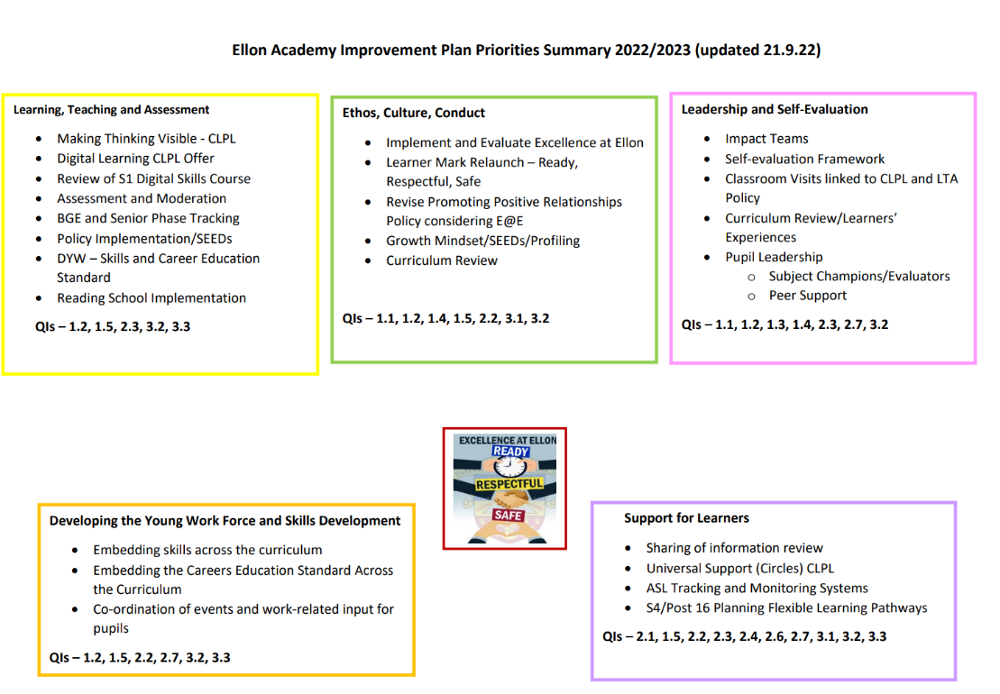 Ellon Academy Improvement Plan Priorities Summary 2022/2023 (updated 21.9.22)
Learning, Teaching and Assessment
• Making Thinking Visible - CLPL
• Digital Learning CLPL Offer
• Review of S1 Digital Skills Course
• Assessment and Moderation
• BGE and Senior Phase Tracking
• Policy Implementation/SEEDs
• DYW – Skills and Career Education
Standard
• Reading School Implementation
QIs – 1.2, 1.5, 2.3, 3.2, 3.3
Ethos, Culture, Conduct
• Implement and Evaluate Excellence at Ellon
• Learner Mark Relaunch – Ready,
Respectful, Safe
• Revise Promoting Positive Relationships
Policy considering E@E
• Growth Mindset/SEEDs/Profiling
• Curriculum Review
QIs – 1.1, 1.2, 1.4, 1.5, 2.2, 3.1, 3.2
Leadership and Self-Evaluation
• Impact Teams
• Self-evaluation Framework
• Classroom Visits linked to CLPL and LTA
Policy
• Curriculum Review/Learners’
Experiences
• Pupil Leadership
o Subject Champions/Evaluators
o Peer Support
QIs – 1.1, 1.2, 1.3, 1.4, 2.3, 2.7, 3.2
EXCELLENCE AT ELLON
READY
RESPECTFUL
SAFE
Developing the Young Work Force and Skills Development
• Embedding skills across the curriculum
• Embedding the Careers Education Standard Across
the Curriculum
• Co-ordination of events and work-related input for
pupils
QIs – 1.2, 1.5, 2.2, 2.7, 3.2, 3.3
Support for Learners
• Sharing of information review
• Universal Support (Circles) CLPL
• ASL Tracking and Monitoring Systems
• S4/Post 16 Planning Flexible Learning Pathways
QIs – 2.1, 1.5, 2.2, 2.3, 2.4, 2.6, 2.7, 3.1, 3.2, 3.3